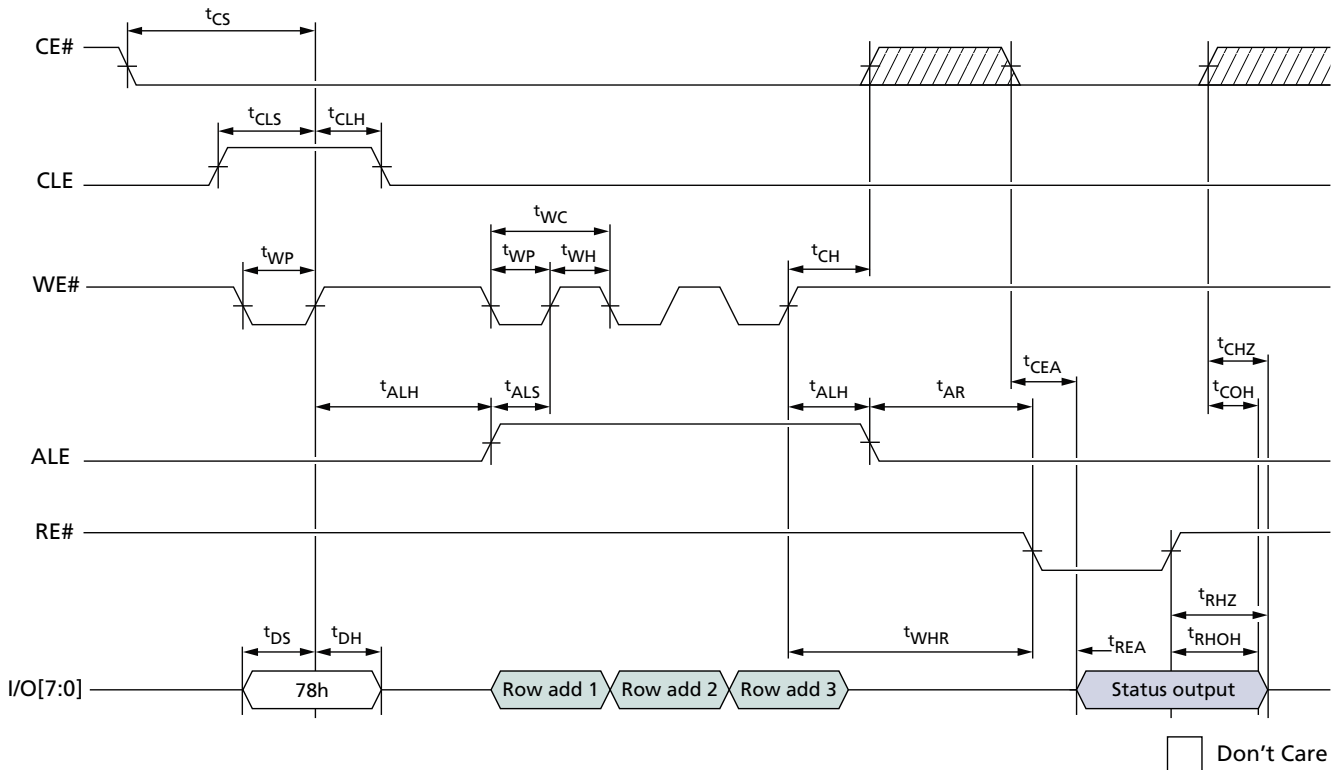 tCS
CE#
tCLS tCLH
CLE
tWC
tWP tWP tWH tCH
WE#
tCHZ
tCEA
tALH tALS tALH tAR tCOH
ALE
RE#
tRHZ
tDS tDH tWHR tREA tRHOH
I/O[7:0] 78h Row add 1 Row add 2 Row add 3 Status output
Don't Care